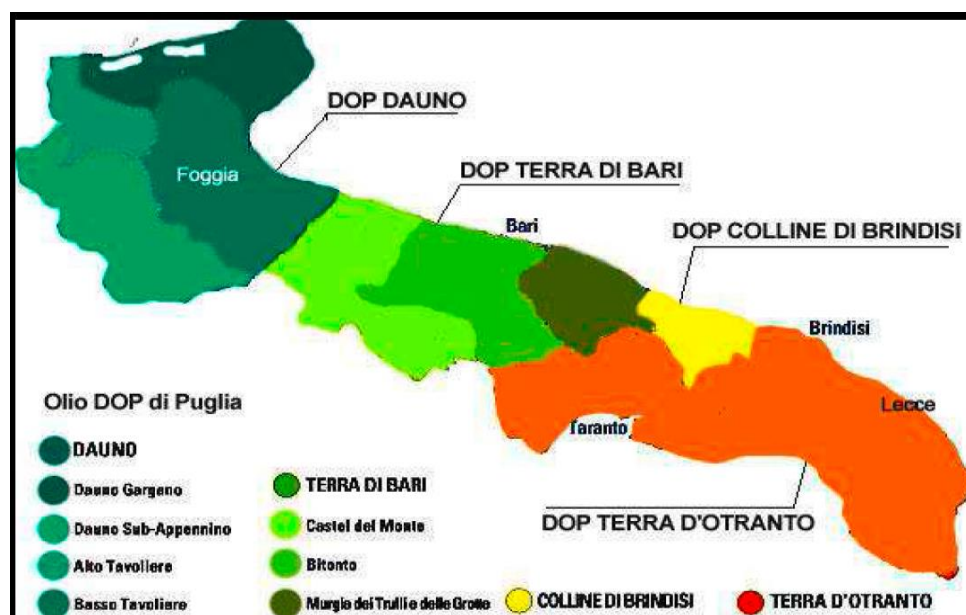 DOP DAUNO
Foggia
DOP TERRA DI BARI
Bari
DOP COLLINE DI BRINDISI
Brindisi
Lecce
Taranto
DOP TERRA D'OTRANTO
Olio DOP di Puglia
DAUNO
Dauno Gargano
Dauno Sub-Appennino
Alto Tavoliere
Basso Tavoliere
TERRA DI BARI
Castel del Monte
Bitonto
Murgia dei Trulli e delle Grotte
COLLINE DI BRINDISI
TERRA D'OTRANTO